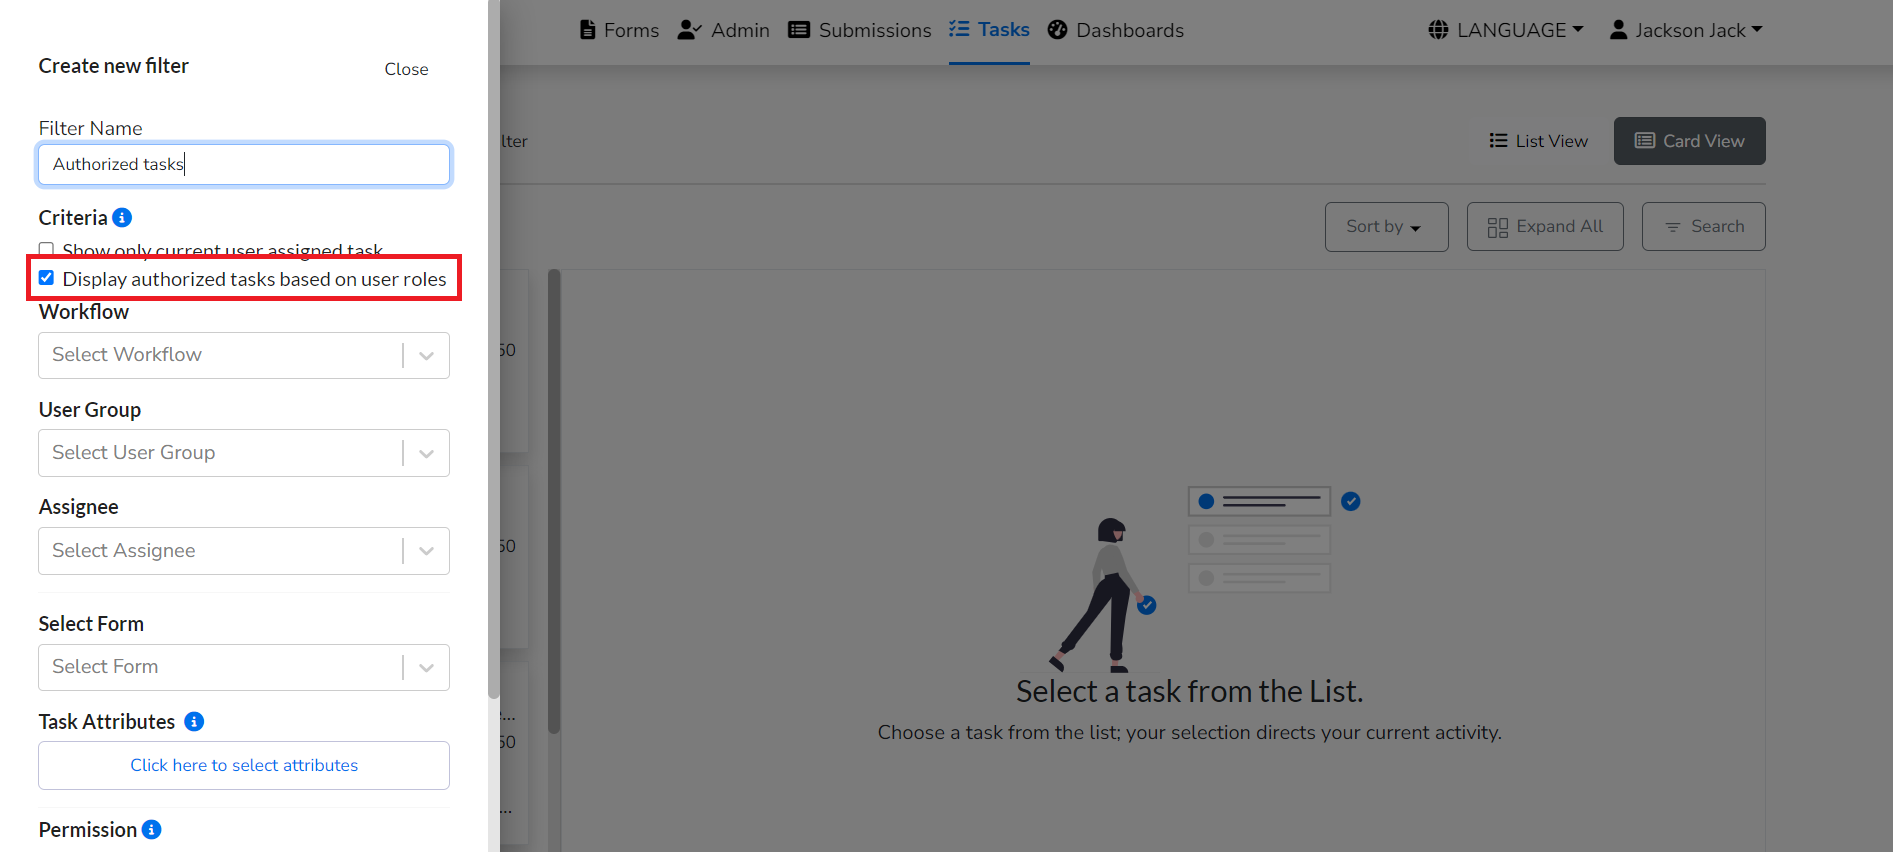 Forms Admin Submissions Tasks Dashboards LANGUAGE Jackson Jack
Create new filter Close
Filter Name
Authorized tasks
Criteria
Show only current user assigned task
Display authorized tasks based on user roles
Workflow
Select Workflow
User Group
Select User Group
Assignee
Select Assignee
Select Form
Select Form
Task Attributes
Click here to select attributes
Permission
lter
List View Card View
Sort by Expand All Search
50
50
e...
50
...
Select a task from the List.
Choose a task from the list; your selection directs your current activity.